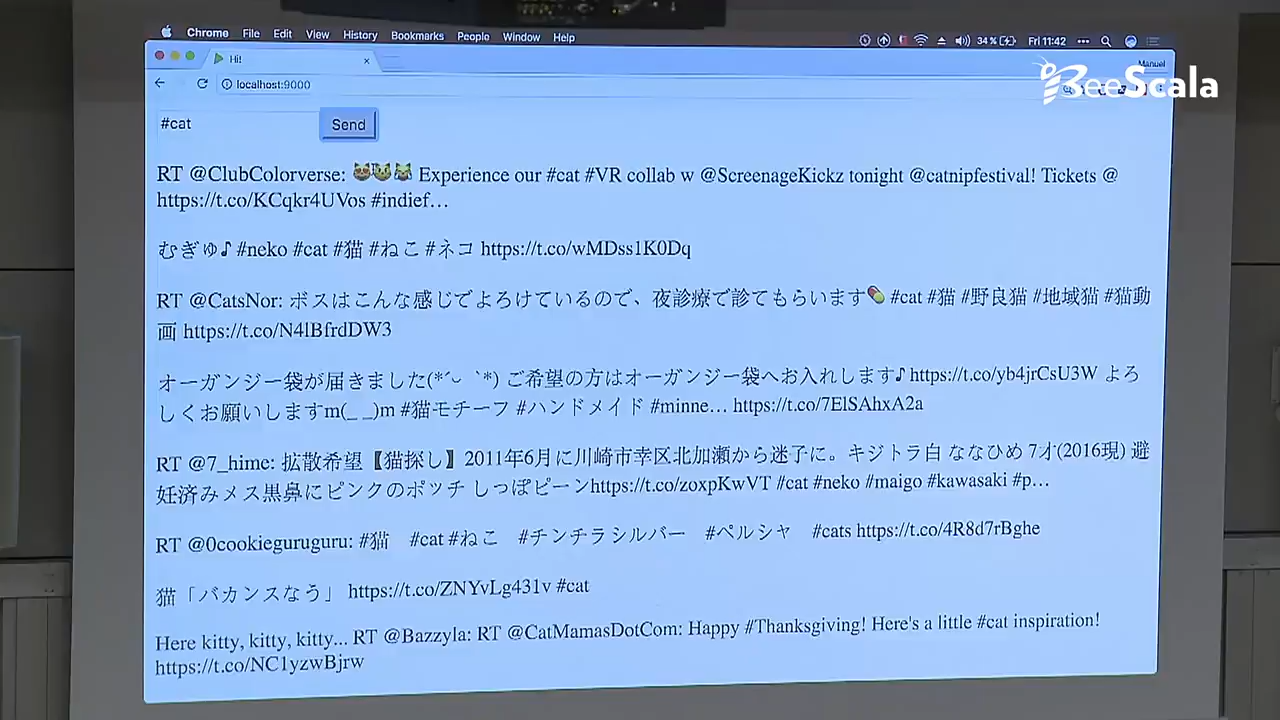 Chrome File Edit View History Bookmarks People Window Help 34% Fri 11:42
Hi!
Manuel
localhost:9000
BeeScala
#cat Send
RT @ClubColorverse: 😻😼😹 Experience our #cat #VR collab w @ScreenageKickz tonight @catnipfestival! Tickets @
https://t.co/KCqkr4UVos #indief…
むぎゅ♪ #neko #cat #猫 #ねこ #ネコ https://t.co/wMDss1K0Dq
RT @CatsNor: ボスはこんな感じでよろけているので、夜診療で診てもらいます💊 #cat #猫 #野良猫 #地域猫 #猫動
画 https://t.co/N4lBfrdDW3
オーガンジー袋が届きました(*´ᵕ`*) ご希望の方はオーガンジー袋へお入れします♪ https://t.co/yb4jrCsU3W よろ
しくお願いしますm(_ _)m #猫モチーフ #ハンドメイド #minne… https://t.co/7ElSAhxA2a
RT @7_hime: 拡散希望【猫探し】2011年6月に川崎市幸区北加瀬から迷子に。キジトラ白 ななひめ 7才(2016現) 避
妊済みメス黒鼻にピンクのポッチ しっぽピーンhttps://t.co/zoxpKwVT #cat #neko #maigo #kawasaki #p…
RT @0cookieguruguru: #猫 #cat #ねこ #チンチラシルバー #ペルシャ #cats https://t.co/4R8d7rBghe
猫「バカンスなう」 https://t.co/ZNYvLg431v #cat
Here kitty, kitty, kitty... RT @Bazzyla: RT @CatMamasDotCom: Happy #Thanksgiving! Here's a little #cat inspiration!
https://t.co/NC1yzwBjrw